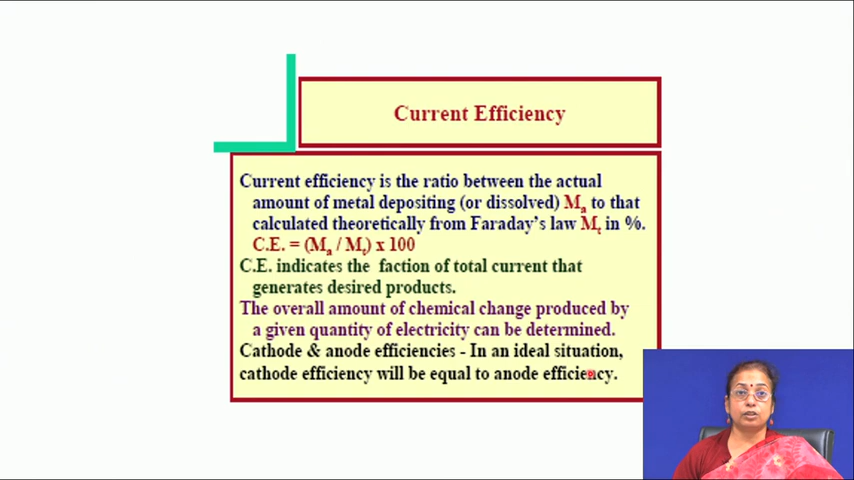 Current Efficiency
Current efficiency is the ratio between the actual
amount of metal depositing (or dissolved) Ma to that
calculated theoretically from Faraday's law Mt in %.
C.E. = (Ma / Mt) x 100
C.E. indicates the faction of total current that
generates desired products.
The overall amount of chemical change produced by
a given quantity of electricity can be determined.
Cathode & anode efficiencies - In an ideal situation,
cathode efficiency will be equal to anode efficiency.